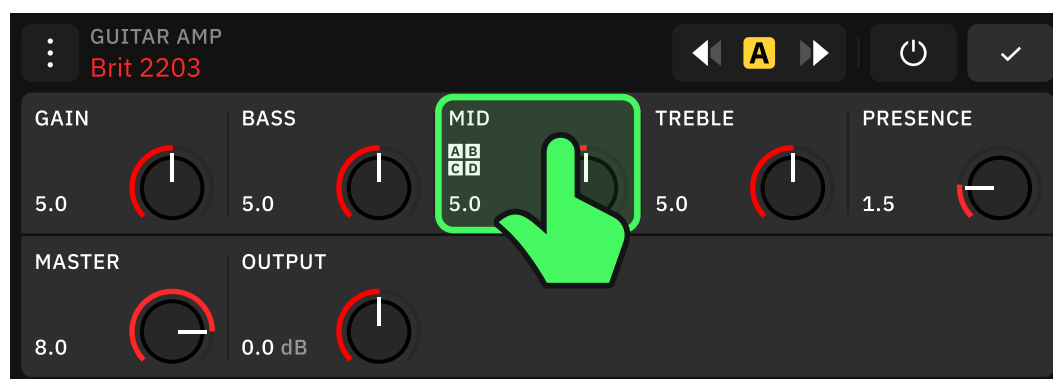 GUITAR AMP
Brit 2203
A
GAIN
BASS
MID
TREBLE
PRESENCE
A B
C D
5.0
5.0
5.0
5.0
1.5
MASTER
OUTPUT
8.0
0.0 dB